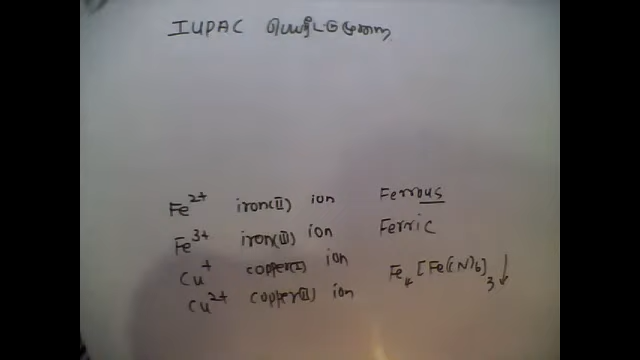 IUPAC பெயரீட்டுமுறை
Fe²⁺ iron(II) ion Ferrous
Fe³⁺ iron(III) ion Ferric
Cu⁺ copper(I) ion
Cu²⁺ copper(II) ion Fe₄[Fe(CN)₆]₃↓